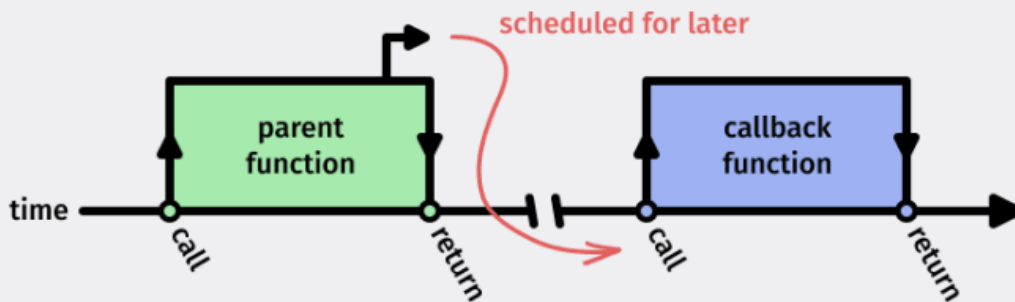 scheduled for later
parent
function
callback
function
time
call
return
call
return